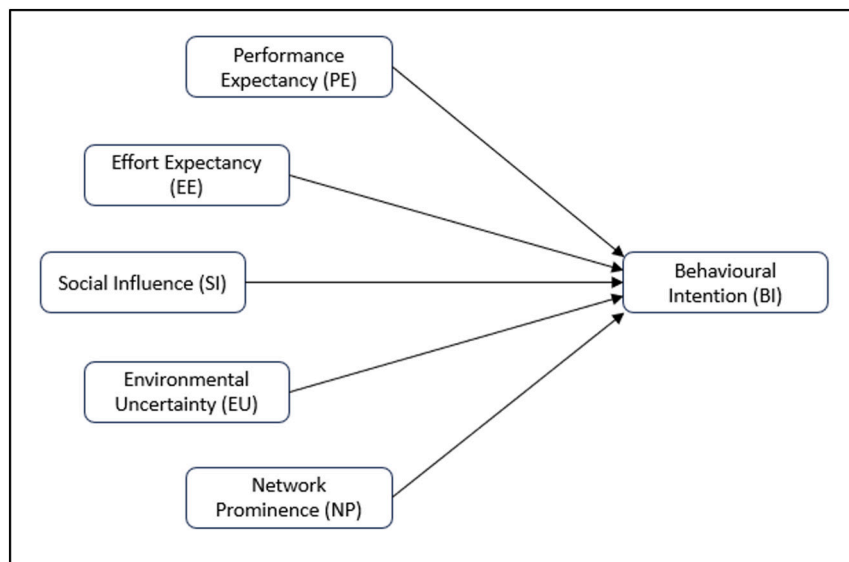 Performance
Expectancy (PE)
Effort Expectancy
(EE)
Social Influence (SI)
Behavioural
Intention (BI)
Environmental
Uncertainty (EU)
Network
Prominence (NP)